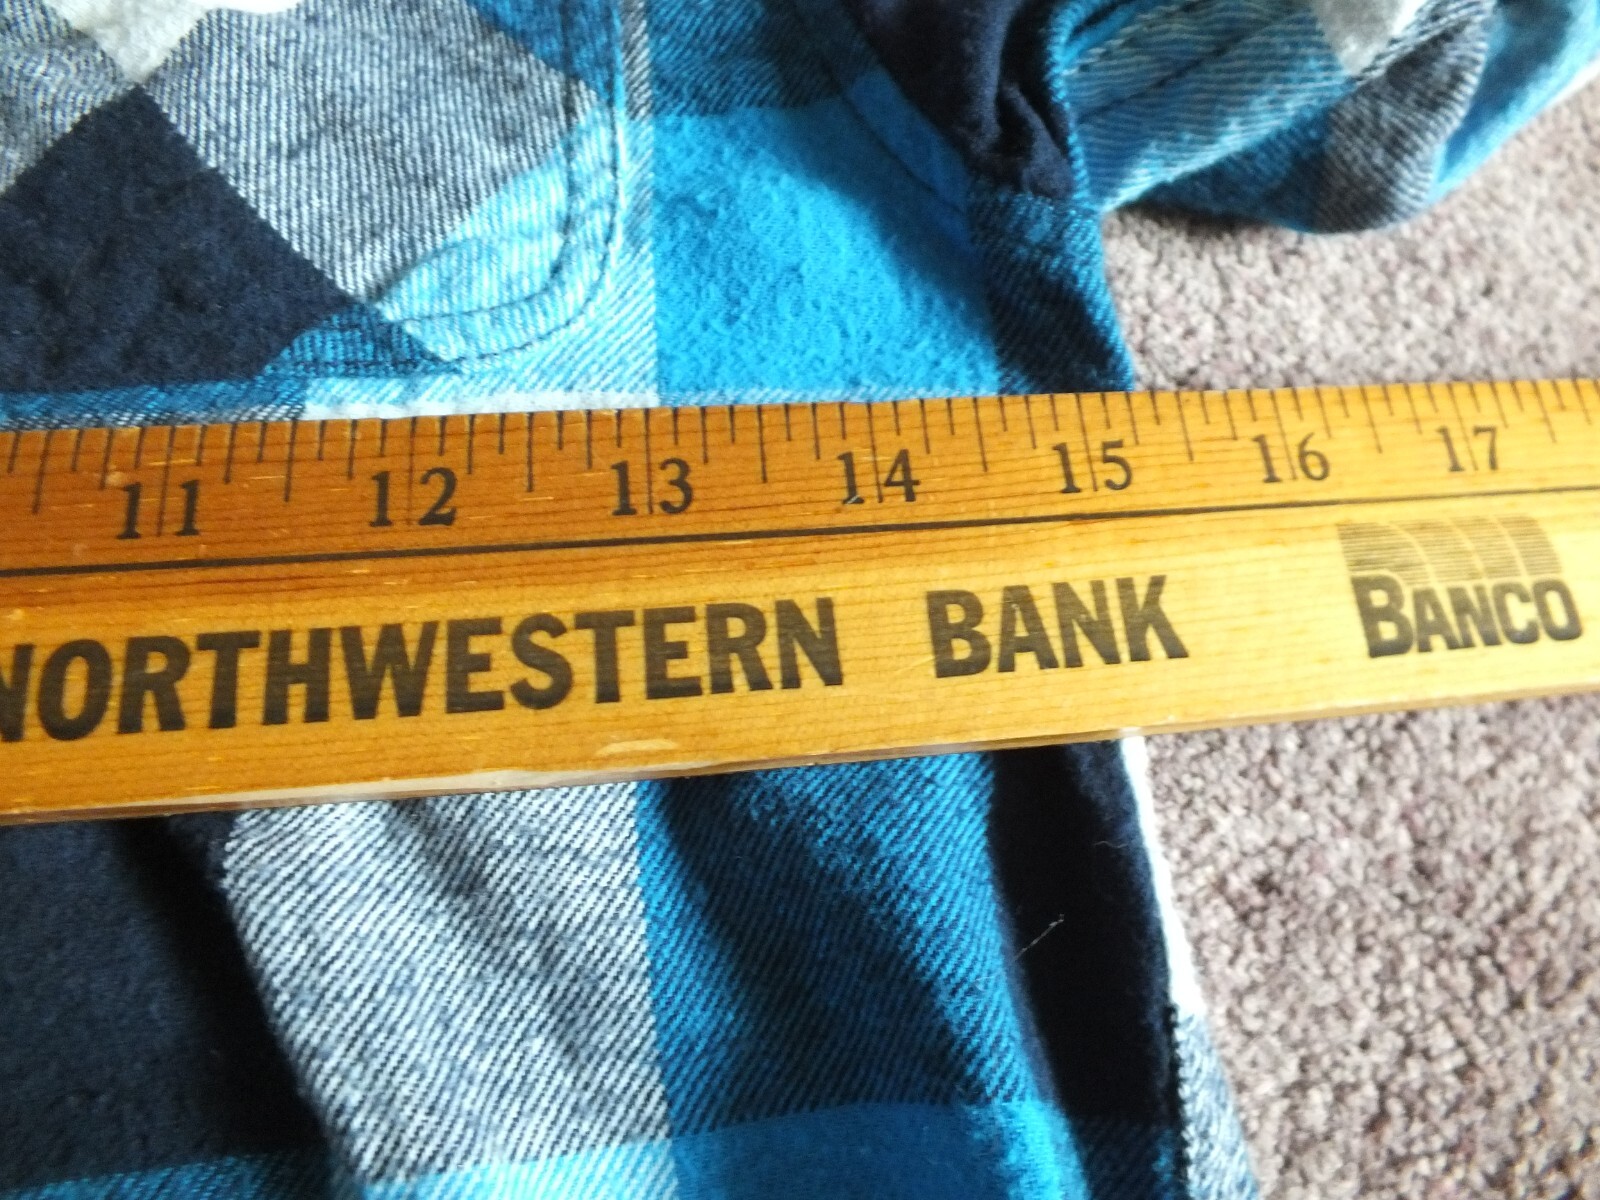 11 12 13 14 15 16 17
NORTHWESTERN BANK BANCO